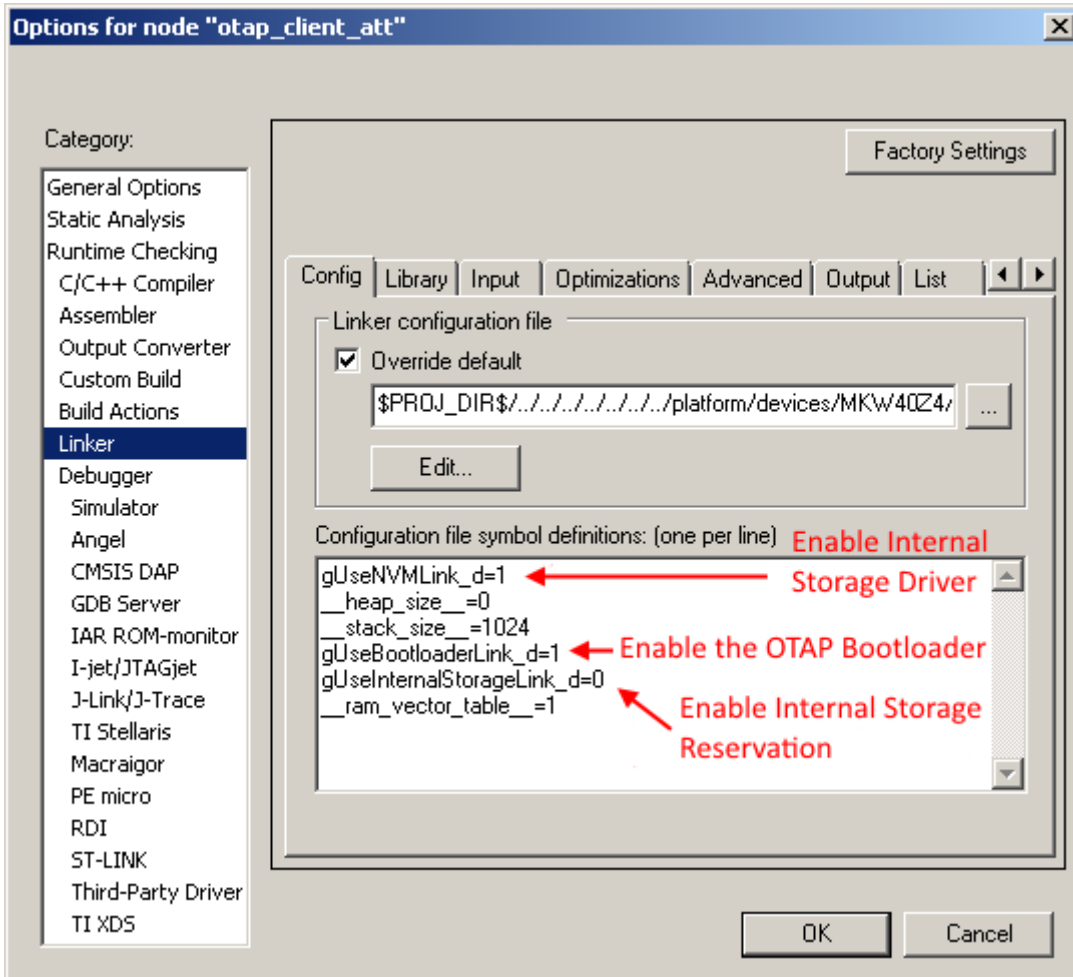 Options for node "otap_client_att"
Category:
General Options
Static Analysis
Runtime Checking
C/C++ Compiler
Assembler
Output Converter
Custom Build
Build Actions
Linker
Debugger
Simulator
Angel
CMSIS DAP
GDB Server
IAR ROM-monitor
I-jet/JTAGjet
J-Link/J-Trace
TI Stellaris
Macraigor
PE micro
RDI
ST-LINK
Third-Party Driver
TI XDS
Factory Settings
Config Library Input Optimizations Advanced Output List
Linker configuration file
Override default
$PROJ_DIR$/../../../../../../../platform/devices/MKW40Z4/
...
Edit...
Configuration file symbol definitions: (one per line)
gUseNVMLink_d=1
__heap_size__=0
__stack_size__=1024
gUseBootloaderLink_d=1
gUseInternalStorageLink_d=0
__ram_vector_table__=1
Enable Internal
Storage Driver
Enable the OTAP Bootloader
Enable Internal Storage
Reservation
OK Cancel